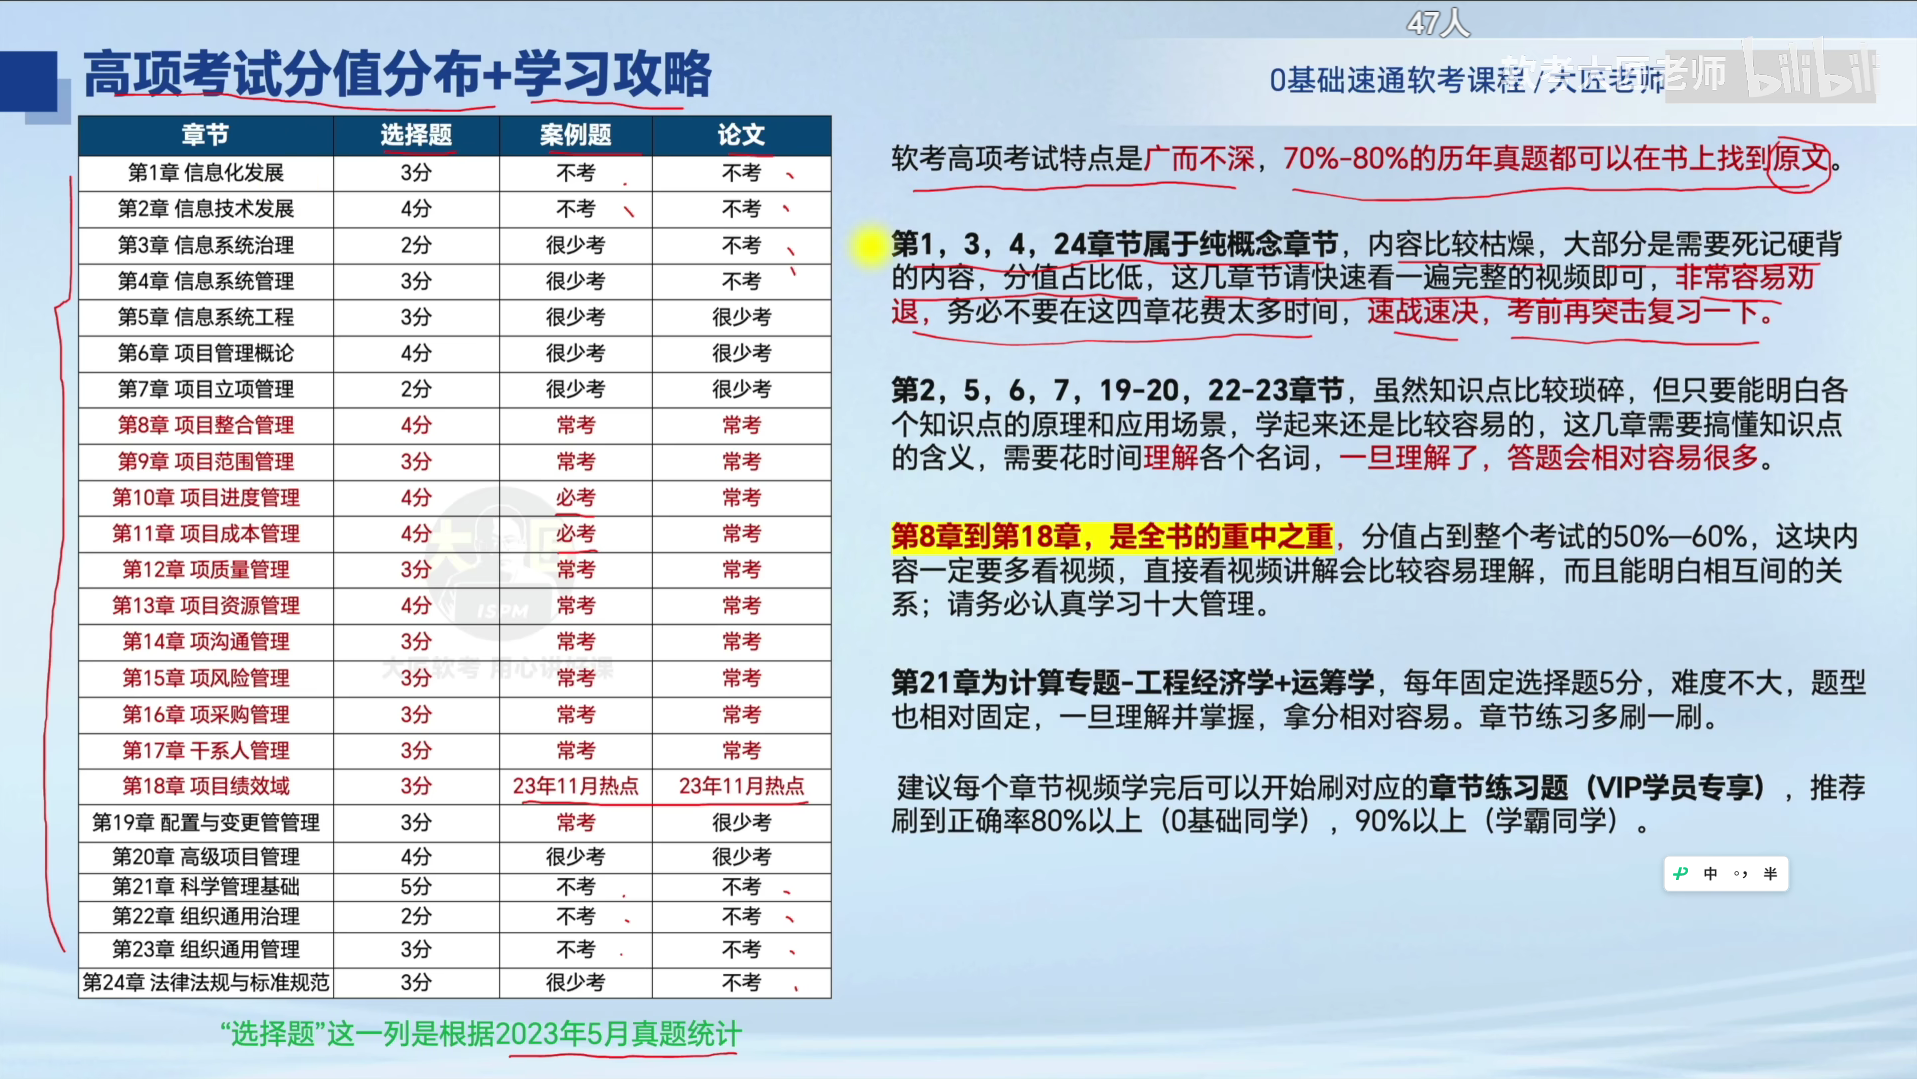 47人
高项考试分值分布+学习攻略
0基础速通软考课程/大匠老师
软考大匠老师 bilibili
章节 选择题 案例题 论文
第1章 信息化发展 3分 不考 不考
第2章 信息技术发展 4分 不考 不考
第3章 信息系统治理 2分 很少考 不考
第4章 信息系统管理 3分 很少考 不考
第5章 信息系统工程 3分 很少考 很少考
第6章 项目管理概论 4分 很少考 很少考
第7章 项目立项管理 2分 很少考 很少考
第8章 项目整合管理 4分 常考 常考
第9章 项目范围管理 3分 常考 常考
第10章 项目进度管理 4分 必考 常考
第11章 项目成本管理 4分 必考 常考
第12章 项质量管理 3分 常考 常考
第13章 项目资源管理 4分 常考 常考
第14章 项沟通管理 3分 常考 常考
第15章 项风险管理 3分 常考 常考
第16章 项采购管理 3分 常考 常考
第17章 干系人管理 3分 常考 常考
第18章 项目绩效域 3分 23年11月热点 23年11月热点
第19章 配置与变更管管理 3分 常考 很少考
第20章 高级项目管理 4分 很少考 很少考
第21章 科学管理基础 5分 不考 不考
第22章 组织通用治理 2分 不考 不考
第23章 组织通用管理 3分 不考 不考
第24章 法律法规与标准规范 3分 很少考 不考
“选择题”这一列是根据2023年5月真题统计
ISPM
大匠软考 用心讲好课
软考高项考试特点是广而不深，70%-80%的历年真题都可以在书上找到原文。
第1，3，4，24章节属于纯概念章节，内容比较枯燥，大部分是需要死记硬背
的内容，分值占比低，这几章节请快速看一遍完整的视频即可，非常容易劝
退，务必不要在这四章花费太多时间，速战速决，考前再突击复习一下。
第2，5，6，7，19-20，22-23章节，虽然知识点比较琐碎，但只要能明白各
个知识点的原理和应用场景，学起来还是比较容易的，这几章需要搞懂知识点
的含义，需要花时间理解各个名词，一旦理解了，答题会相对容易很多。
第8章到第18章，是全书的重中之重，分值占到整个考试的50%—60%，这块内
容一定要多看视频，直接看视频讲解会比较容易理解，而且能明白相互间的关
系；请务必认真学习十大管理。
第21章为计算专题-工程经济学+运筹学，每年固定选择题5分，难度不大，题型
也相对固定，一旦理解并掌握，拿分相对容易。章节练习多刷一刷。
建议每个章节视频学完后可以开始刷对应的章节练习题（VIP学员专享），推荐
刷到正确率80%以上（0基础同学），90%以上（学霸同学）。
中 半